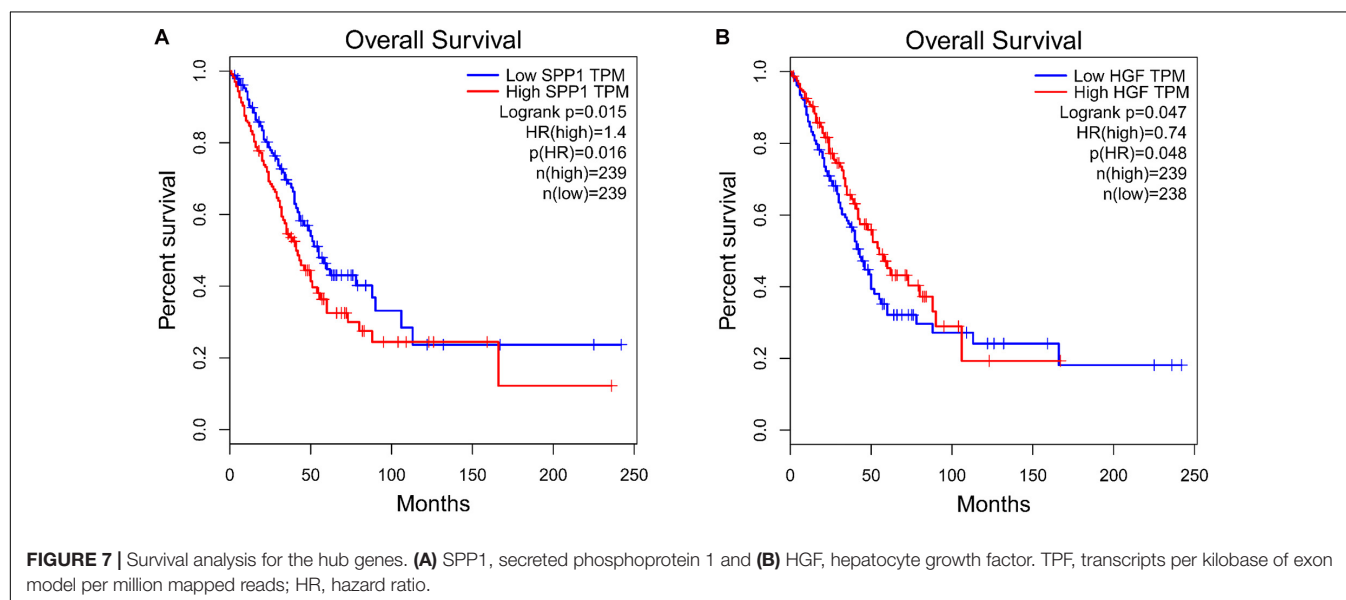 A
Overall Survival
Low SPP1 TPM
High SPP1 TPM
Logrank p=0.015
HR(high)=1.4
p(HR)=0.016
n(high)=239
n(low)=239
Percent survival
1.0
0.8
0.6
0.4
0.2
0.0
0 50 100 150 200 250
Months
B
Overall Survival
Low HGF TPM
High HGF TPM
Logrank p=0.047
HR(high)=0.74
p(HR)=0.048
n(high)=239
n(low)=238
Percent survival
1.0
0.8
0.6
0.4
0.2
0.0
0 50 100 150 200 250
Months
FIGURE 7 | Survival analysis for the hub genes. (A) SPP1, secreted phosphoprotein 1 and (B) HGF, hepatocyte growth factor. TPF, transcripts per kilobase of exon
model per million mapped reads; HR, hazard ratio.